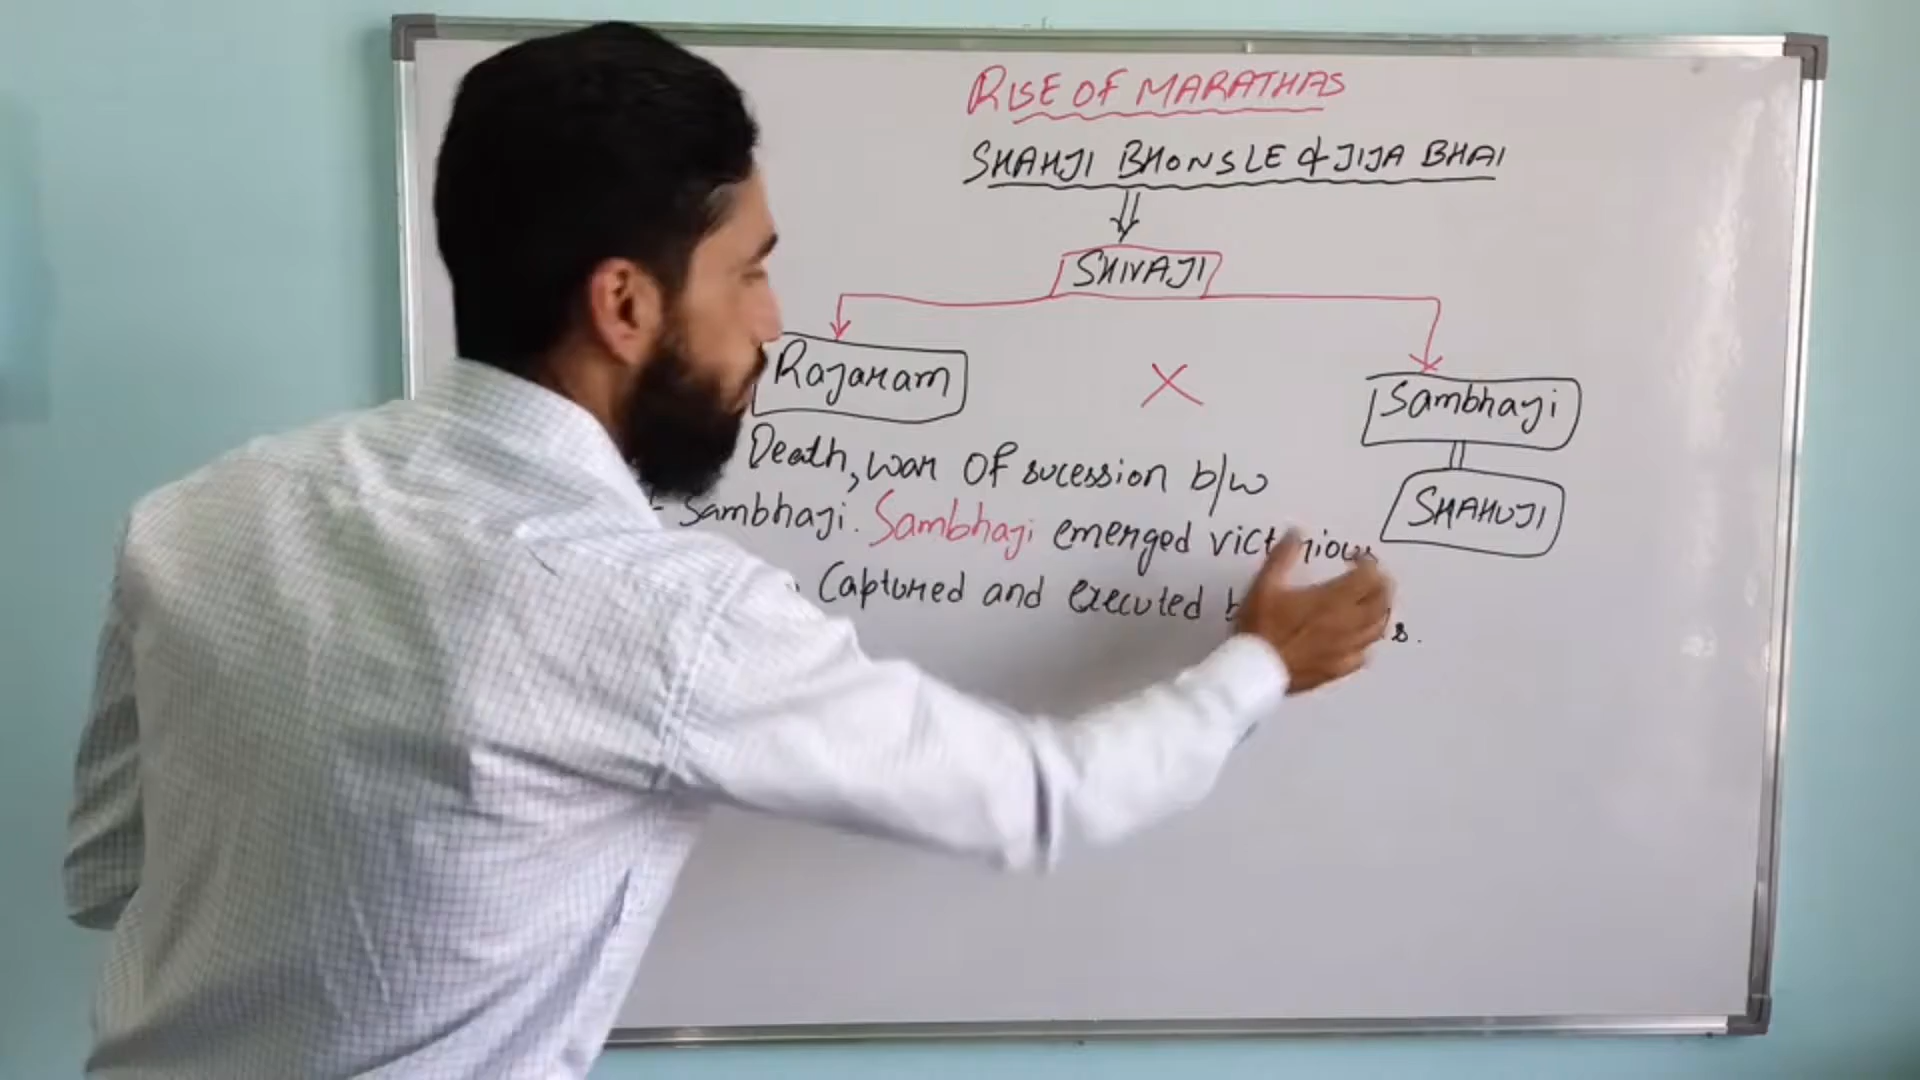 RISE OF MARATHAS
SHAHJI BHONSLE & JIJA BHAI
SHIVAJI
Rajaram
Sambhaji
SHAHUJI
Death, war of sucession b/w
Sambhaji. Sambhaji emerged
Captured and executed